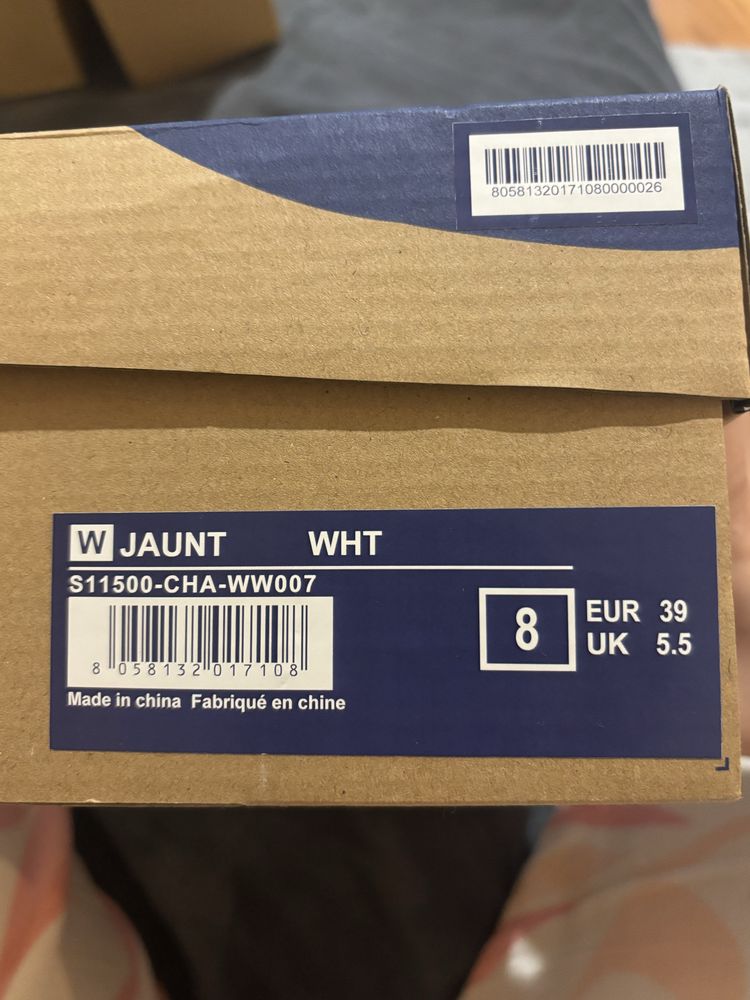 80581320171080000026
W JAUNT WHT
S11500-CHA-WW007
8 058132 017108
Made in china Fabriqué en chine
8
EUR 39
UK 5.5